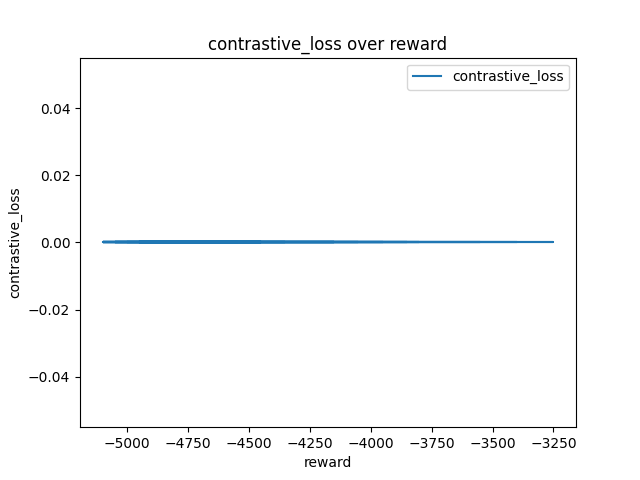 contrastive_loss over reward
contrastive_loss
0.04
0.02
0.00
−0.02
−0.04
contrastive_loss
−5000 −4750 −4500 −4250 −4000 −3750 −3500 −3250
reward